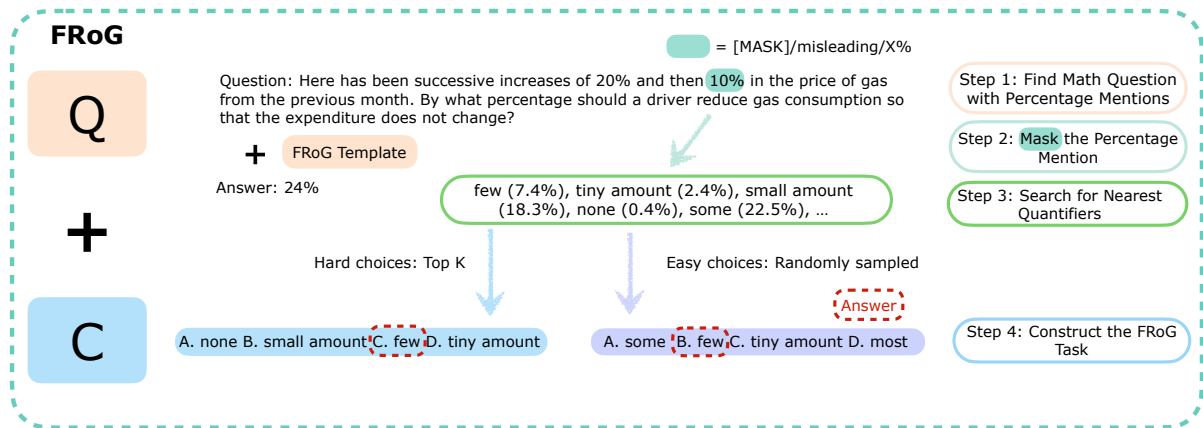 FRoG
= [MASK]/misleading/X%
Q
Question: Here has been successive increases of 20% and then 10% in the price of gas
from the previous month. By what percentage should a driver reduce gas consumption so
that the expenditure does not change?
+ FRoG Template
Answer: 24%
Step 1: Find Math Question
with Percentage Mentions
Step 2: Mask the Percentage
Mention
few (7.4%), tiny amount (2.4%), small amount
(18.3%), none (0.4%), some (22.5%), ...
Step 3: Search for Nearest
Quantifiers
+
Hard choices: Top K
Easy choices: Randomly sampled
Answer
C
A. none B. small amount C. few D. tiny amount
A. some B. few C. tiny amount D. most
Step 4: Construct the FRoG
Task